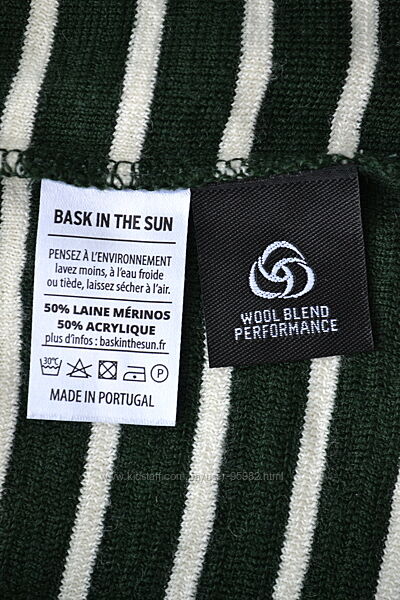 BASK IN THE SUN
PENSEZ À L'ENVIRONNEMENT
lavez moins, à l'eau froide
ou tiède, laissez sécher à l'air.
50% LAINE MÉRINOS
50% ACRYLIQUE
plus d'infos : baskinthesun.fr
30°C
P
MADE IN PORTUGAL
WOOL BLEND
PERFORMANCE